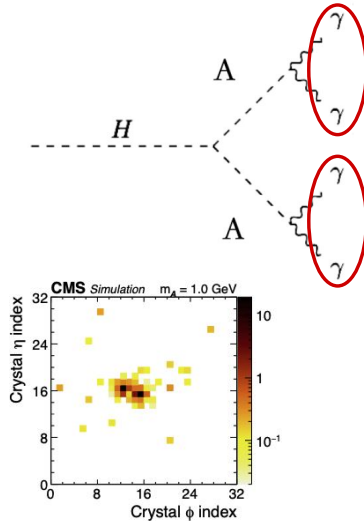 γ
A
γ
H
γ
A
γ
CMS Simulation m_A = 1.0 GeV
32
24
16
8
0
0 8 16 24 32
Crystal η index
Crystal ϕ index
10
1
10⁻¹